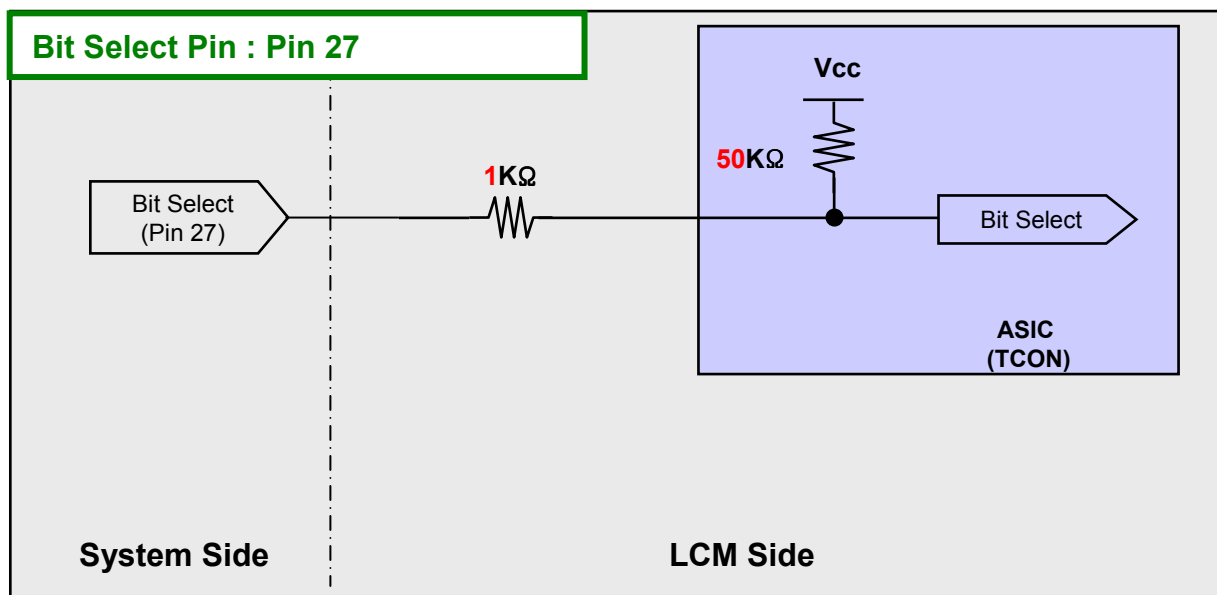 Bit Select Pin : Pin 27
Vcc
50KΩ
1KΩ
Bit Select
(Pin 27)
Bit Select
ASIC
(TCON)
System Side
LCM Side